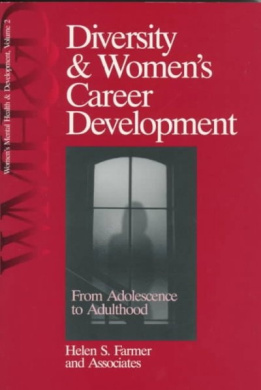 Women's Mental Health & Development, Volume 2
Diversity
& Women's
Career
Development
From Adolescence
to Adulthood
Helen S. Farmer
and Associates